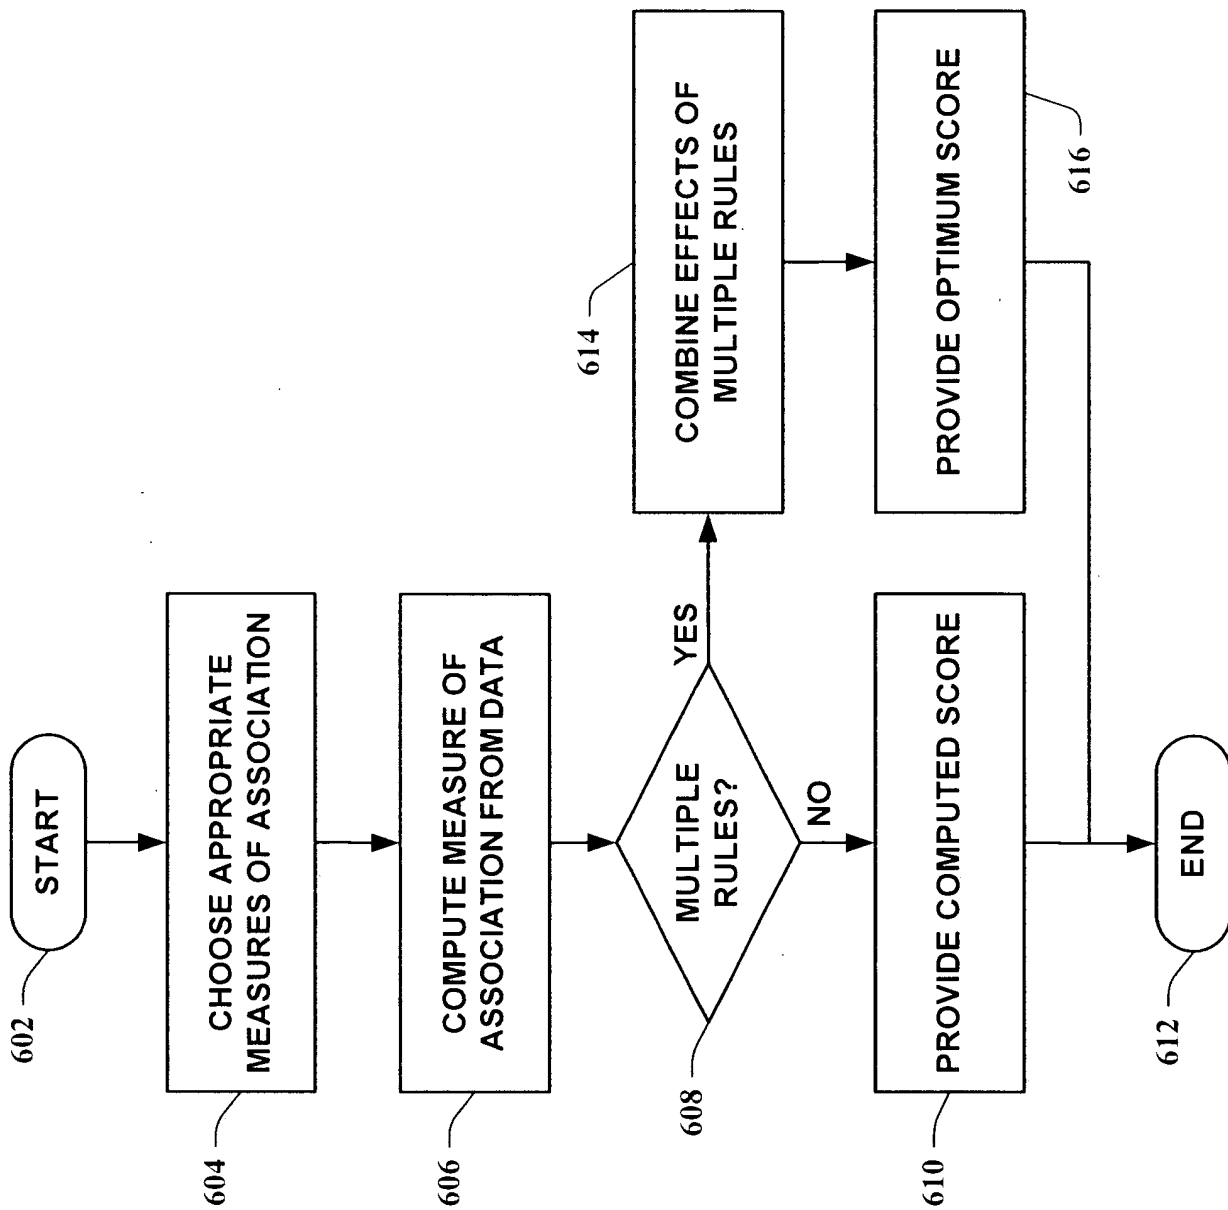 602
START
604
CHOOSE APPROPRIATE
MEASURES OF ASSOCIATION
606
COMPUTE MEASURE OF
ASSOCIATION FROM DATA
608
MULTIPLE
RULES?
YES
NO
614
COMBINE EFFECTS OF
MULTIPLE RULES
610
PROVIDE COMPUTED SCORE
PROVIDE OPTIMUM SCORE
616
612
END